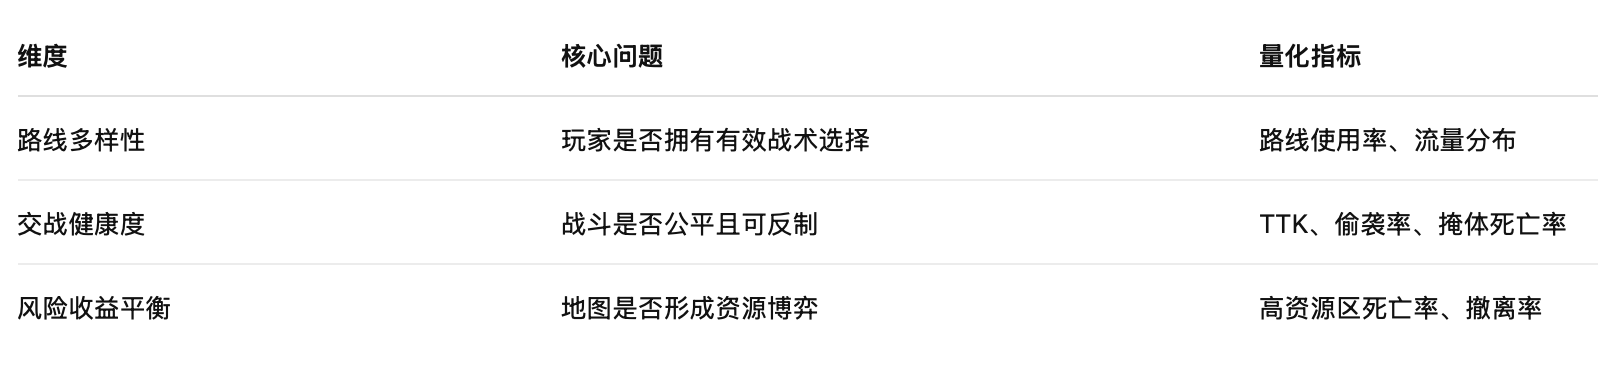 维度 核心问题 量化指标
路线多样性 玩家是否拥有有效战术选择 路线使用率、流量分布
交战健康度 战斗是否公平且可反制 TTK、偷袭率、掩体死亡率
风险收益平衡 地图是否形成资源博弈 高资源区死亡率、撤离率